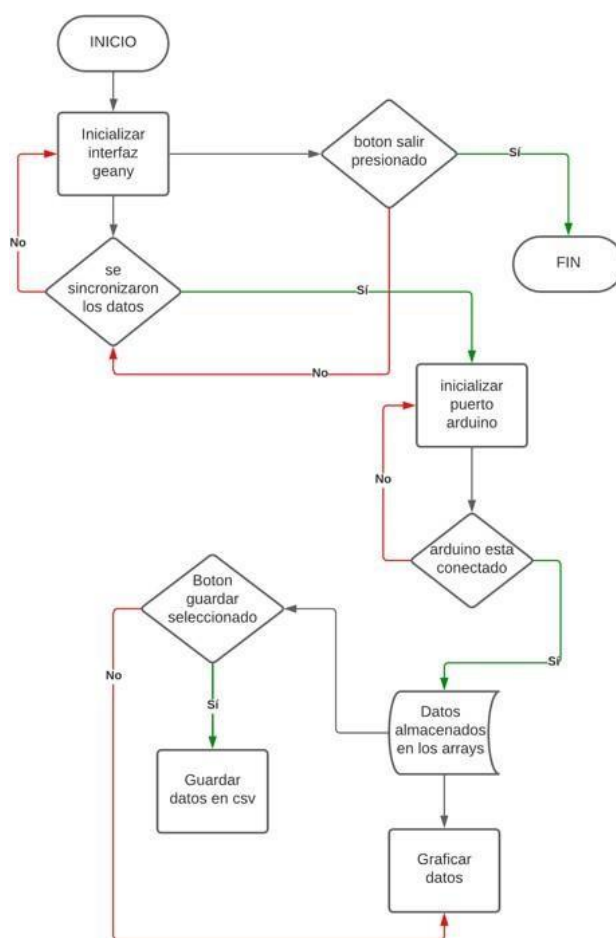 INICIO
Inicializar
interfaz
geany
boton salir
presionado
Sí
FIN
No
se
sincronizaron
los datos
Sí
No
inicializar
puerto
arduino
No
arduino esta
conectado
Sí
Boton
guardar
seleccionado
No
Sí
Datos
almacenados
en los arrays
Guardar
datos en csv
Graficar
datos